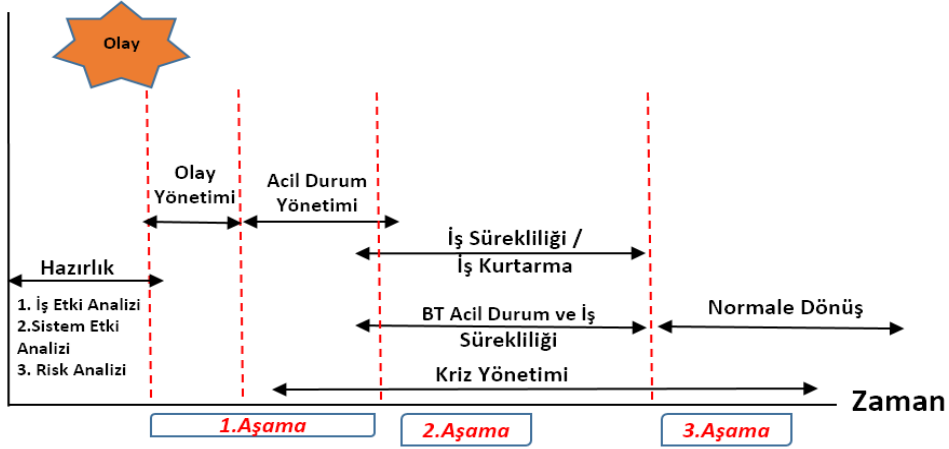 Olay
Olay
Yönetimi
Acil Durum
Yönetimi
İş Sürekliliği /
İş Kurtarma
Hazırlık
1. İş Etki Analizi
2.Sistem Etki
Analizi
3. Risk Analizi
BT Acil Durum ve İş
Sürekliliği
Normale Dönüş
Kriz Yönetimi
Zaman
1.Aşama
2.Aşama
3.Aşama